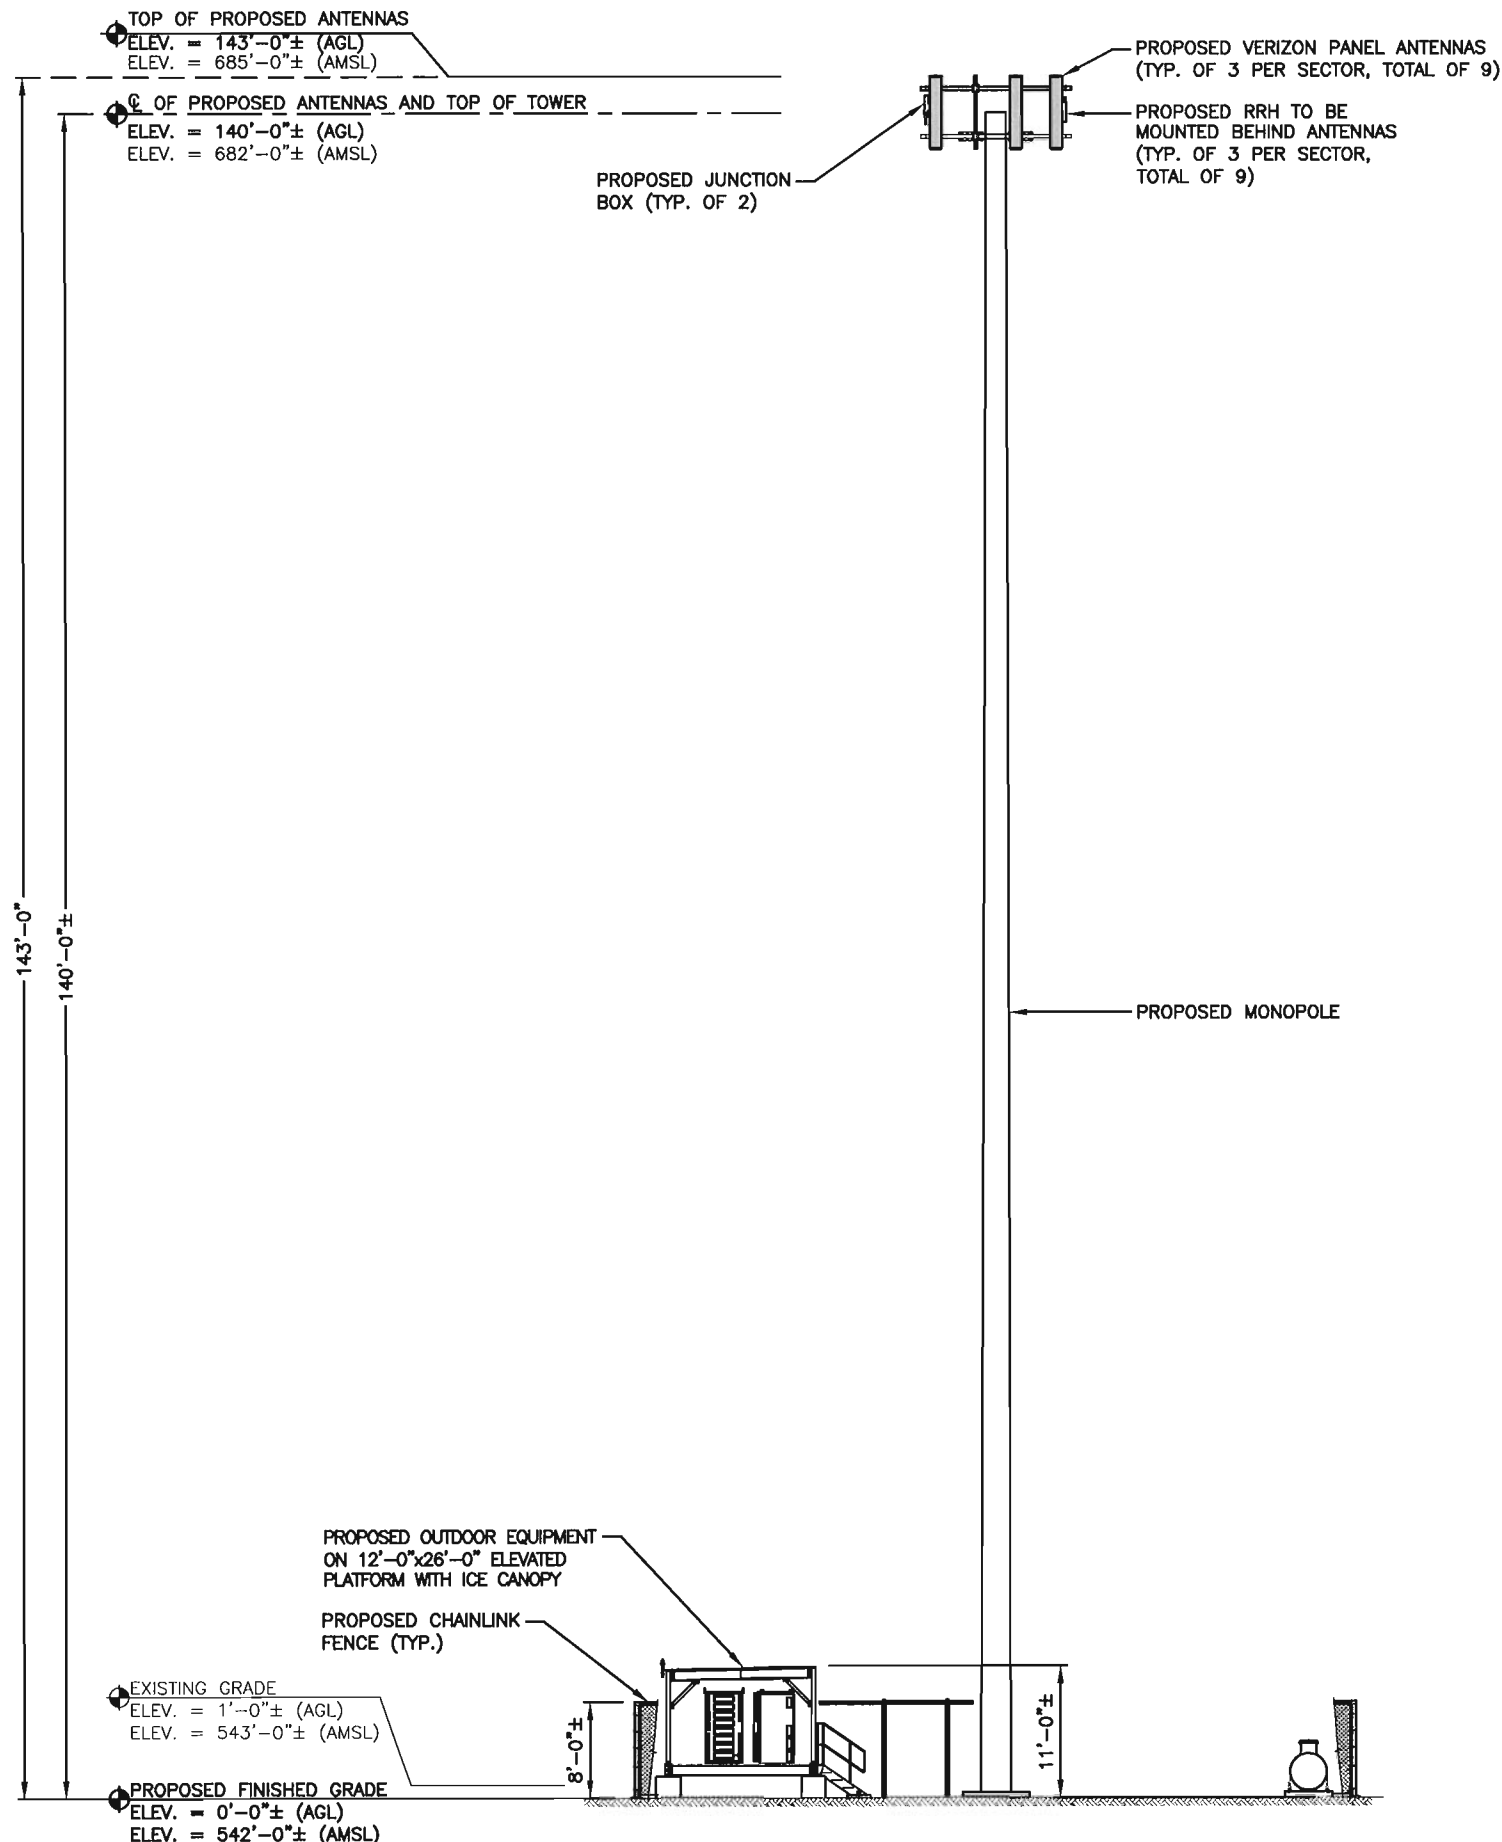 TOP OF PROPOSED ANTENNAS
ELEV. = 143'-0"± (AGL)
ELEV. = 685'-0"± (AMSL)
℄ OF PROPOSED ANTENNAS AND TOP OF TOWER
ELEV. = 140'-0"± (AGL)
ELEV. = 682'-0"± (AMSL)
PROPOSED VERIZON PANEL ANTENNAS
(TYP. OF 3 PER SECTOR, TOTAL OF 9)
PROPOSED RRH TO BE
MOUNTED BEHIND ANTENNAS
(TYP. OF 3 PER SECTOR,
TOTAL OF 9)
PROPOSED JUNCTION
BOX (TYP. OF 2)
143'-0"
140'-0"±
PROPOSED MONOPOLE
PROPOSED OUTDOOR EQUIPMENT
ON 12'-0"x26'-0" ELEVATED
PLATFORM WITH ICE CANOPY
PROPOSED CHAINLINK
FENCE (TYP.)
EXISTING GRADE
ELEV. = 1'-0"± (AGL)
ELEV. = 543'-0"± (AMSL)
8'-0"±
11'-0"±
PROPOSED FINISHED GRADE
ELEV. = 0'-0"± (AGL)
ELEV. = 542'-0"± (AMSL)